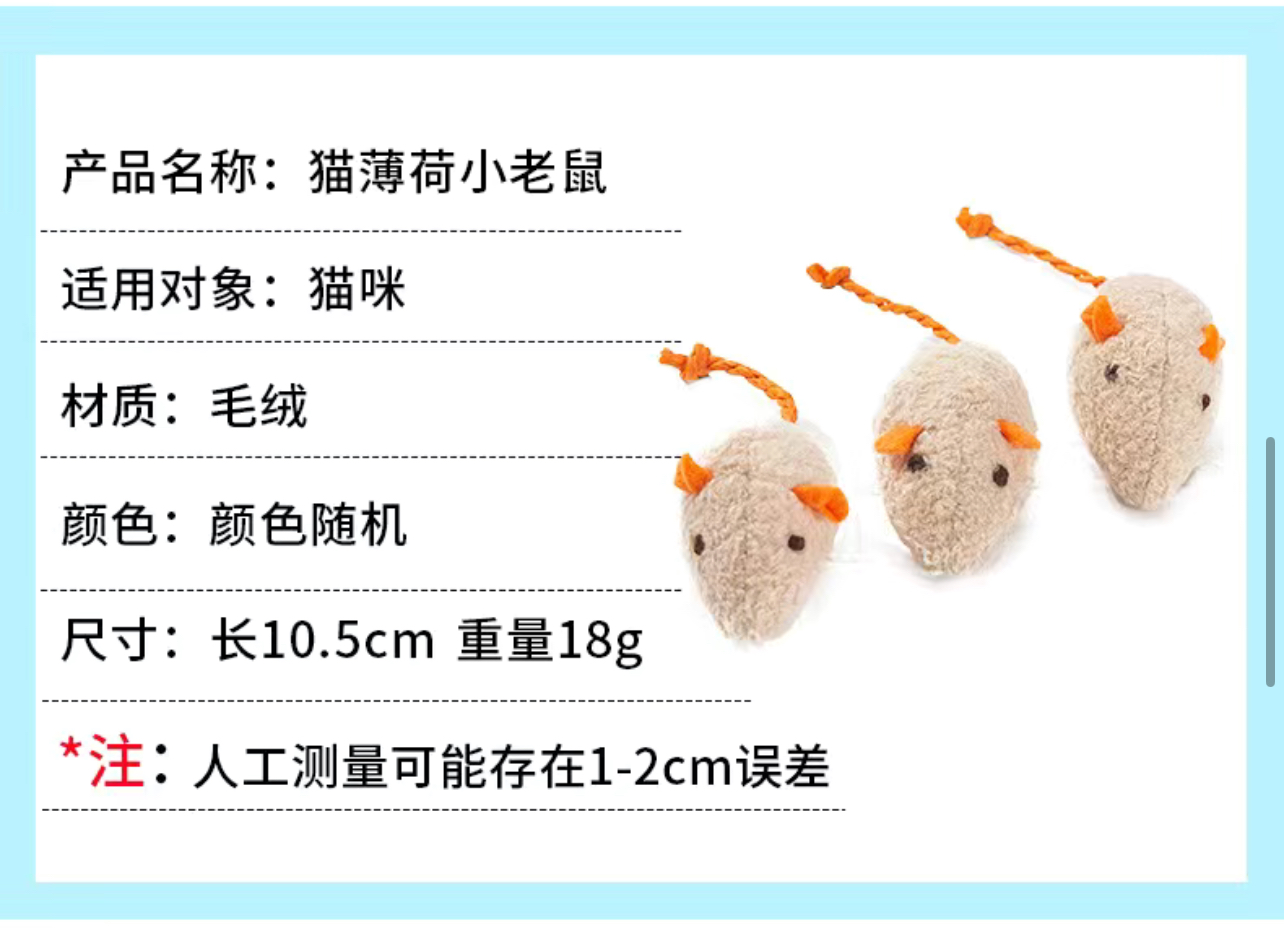 产品名称：猫薄荷小老鼠
适用对象：猫咪
材质：毛绒
颜色：颜色随机
尺寸：长10.5cm 重量18g
*注：人工测量可能存在1-2cm误差